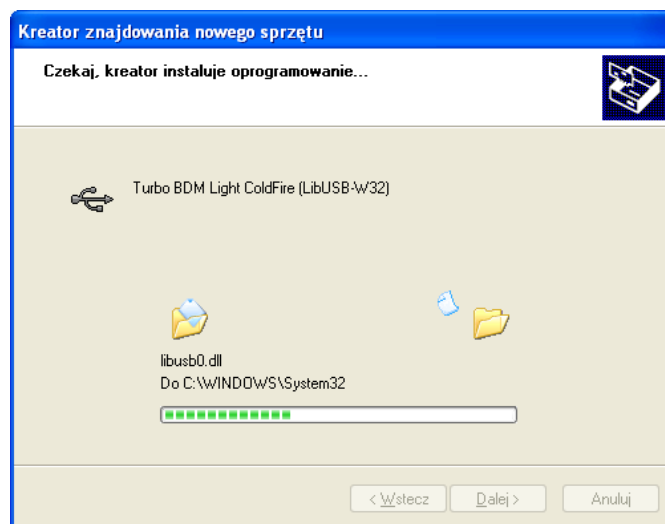 Kreator znajdowania nowego sprzętu
Czekaj, kreator instaluje oprogramowanie...
Turbo BDM Light ColdFire (LibUSB-W32)
libusb0.dll
Do C:\WINDOWS\System32
< Wstecz Dalej > Anuluj